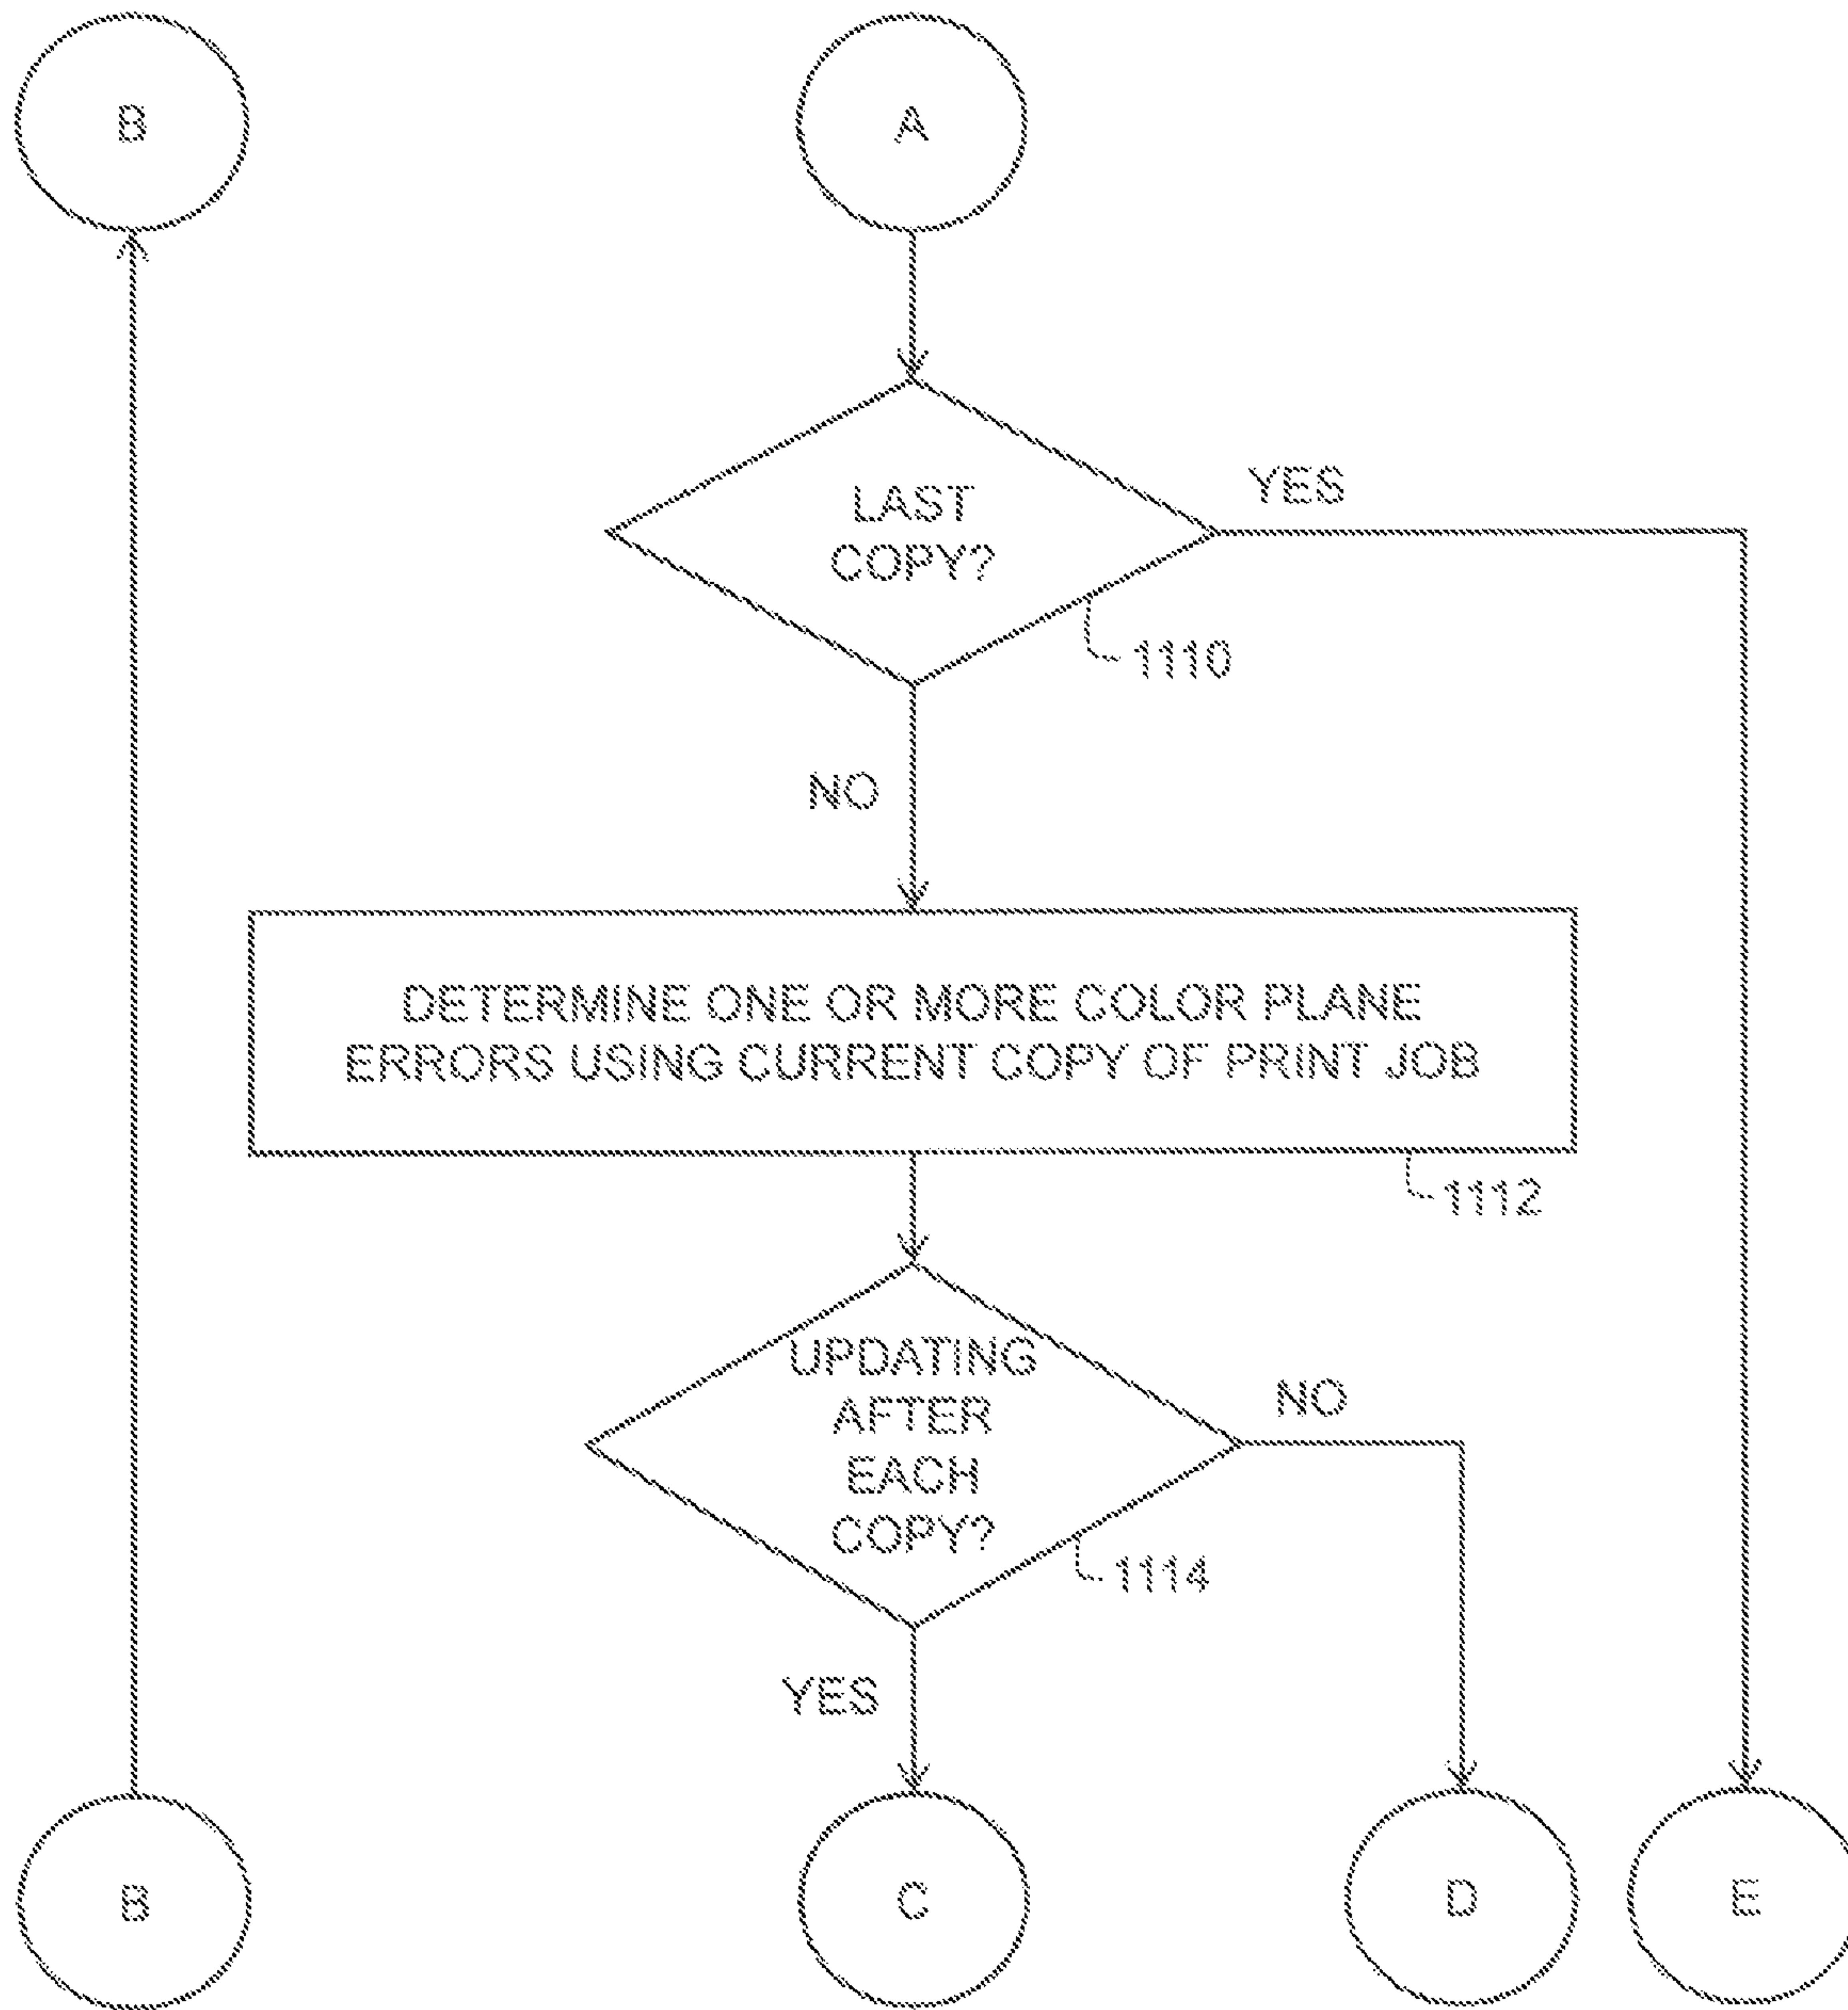 B
A
LAST
COPY?
YES
1110
NO
DETERMINE ONE OR MORE COLOR PLANE
ERRORS USING CURRENT COPY OF PRINT JOB
1112
UPDATING
AFTER
EACH
COPY?
NO
1114
YES
B
C
D
E